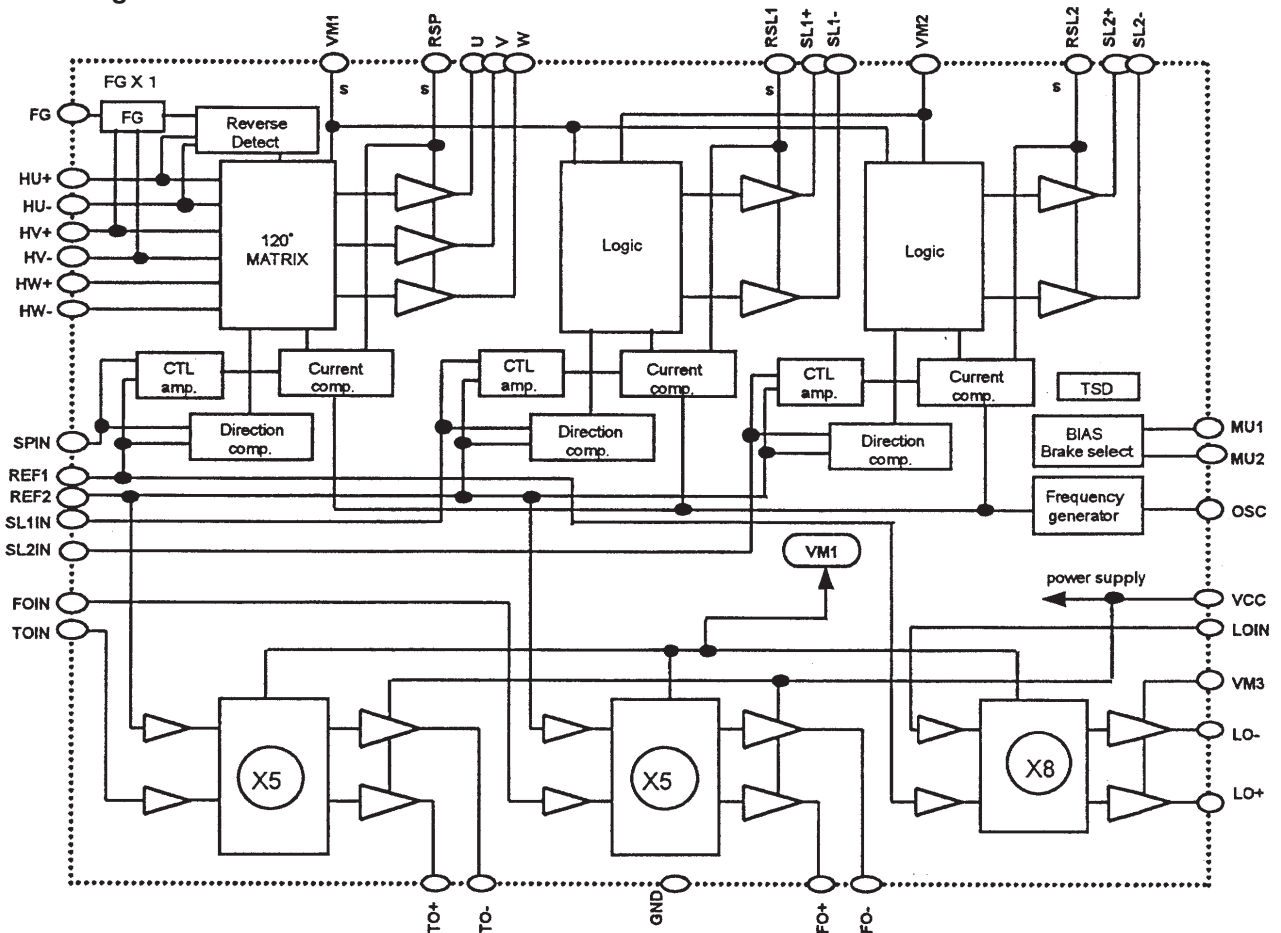 g
VM1
RSP
U
V
W
RSL1
SL1+
SL1-
VM2
RSL2
SL2+
SL2-
FG X 1
s
s
s
s
FG
FG
Reverse
Detect
HU+
HU-
HV+
HV-
HW+
HW-
120°
MATRIX
Logic
Logic
CTL
amp.
Current
comp.
CTL
amp.
Current
comp.
CTL
amp.
Current
comp.
TSD
Direction
comp.
Direction
comp.
Direction
comp.
BIAS
Brake select
MU1
MU2
SPIN
REF1
REF2
SL1IN
SL2IN
Frequency
generator
OSC
VM1
power supply
VCC
FOIN
TOIN
LOIN
VM3
LO-
LO+
X5
X5
X8
TO+
TO-
GND
FO+
FO-